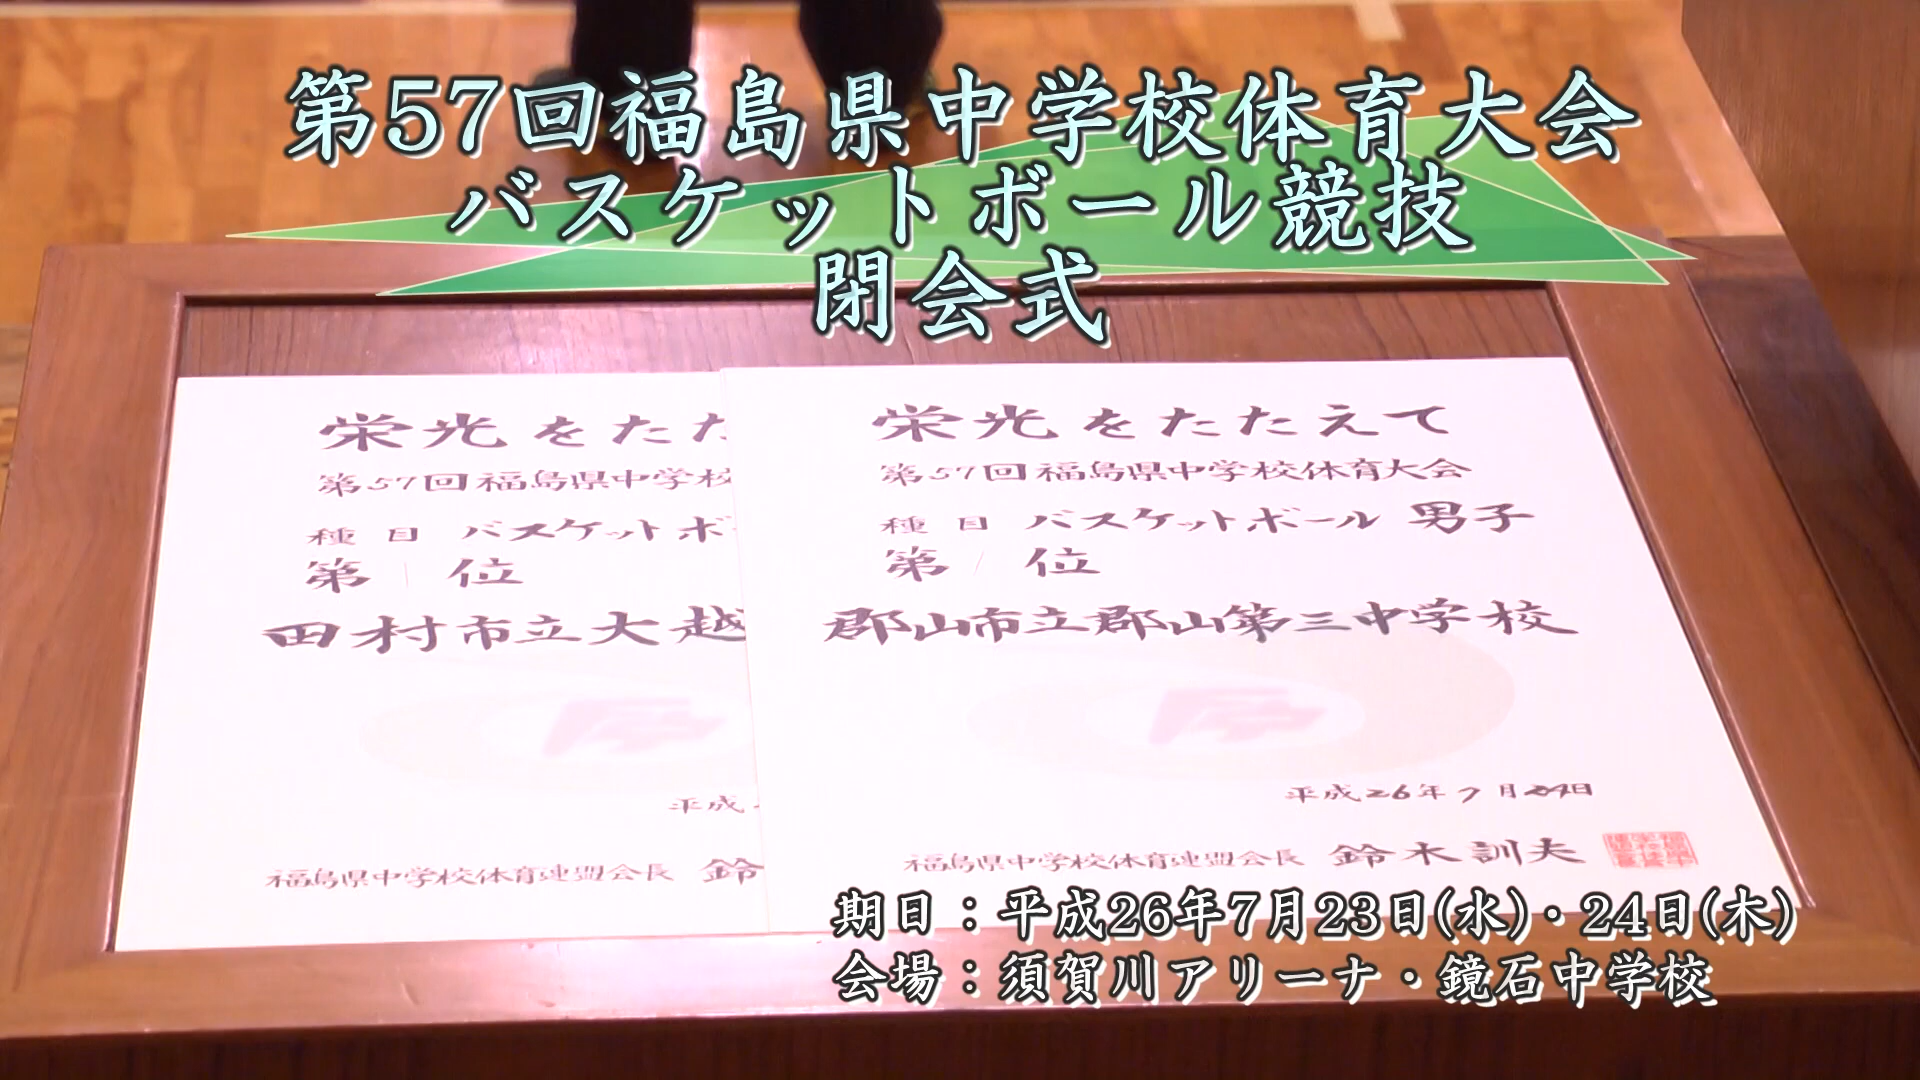 第57回福島県中学校体育大会
バスケットボール競技
閉会式
栄光をたた
第57回福島県中学校
種目 バスケットボ
第1位
田村市立大越
平成
福島県中学校体育連盟会長 鈴
栄光をたたえて
第57回福島県中学校体育大会
種目 バスケットボール 男子
第1位
郡山市立郡山第三中学校
平成26年7月24日
福島県中学校体育連盟会長 鈴木訓夫
期日：平成26年7月23日(水)・24日(木)
会場：須賀川アリーナ・鏡石中学校